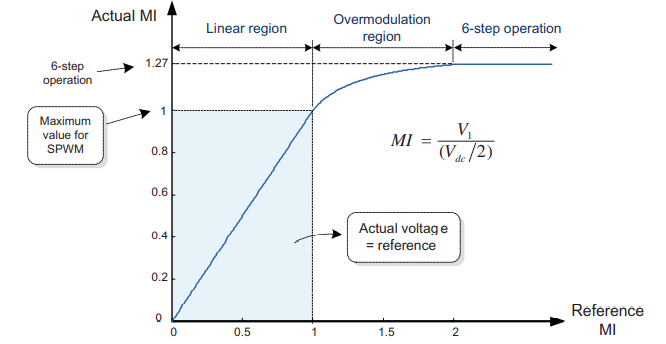 Actual MI
Linear region
Overmodulation
region
6-step operation
6-step
operation
1.27
Maximum
value for
SPWM
1
0.8
0.6
0.4
0.2
0
MI = V₁ / (V_dc/2)
Actual voltage
= reference
0
0.5
1
1.5
2
Reference
MI